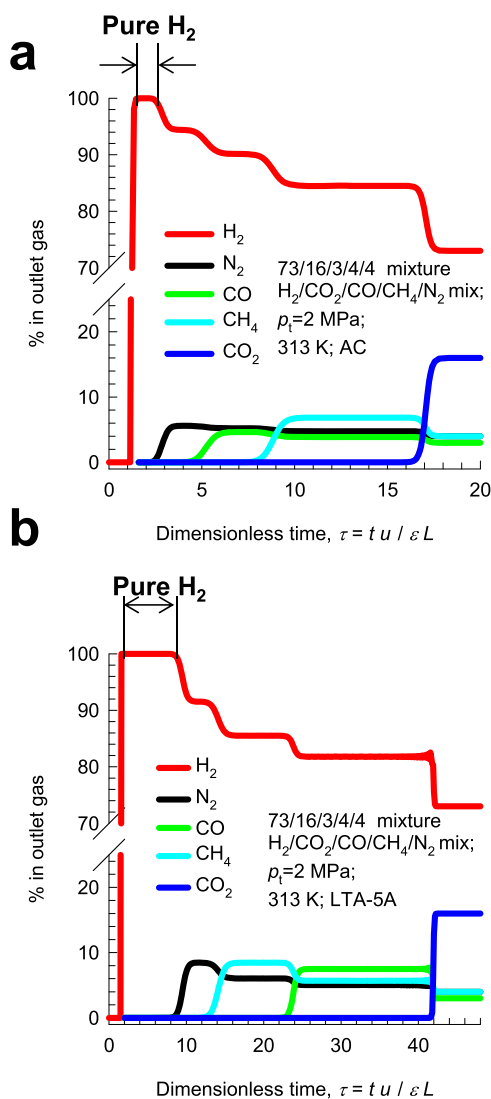 Pure H2
a
100
90
80
70
20
10
0
% in outlet gas
H2
N2
CO
CH4
CO2
73/16/3/4/4 mixture
H2/CO2/CO/CH4/N2 mix;
pt=2 MPa;
313 K; AC
0 5 10 15 20
Dimensionless time, τ = t u / ε L
b
Pure H2
100
90
80
70
20
10
0
% in outlet gas
H2
N2
CO
CH4
CO2
73/16/3/4/4 mixture
H2/CO2/CO/CH4/N2 mix;
pt=2 MPa;
313 K; LTA-5A
0 10 20 30 40
Dimensionless time, τ = t u / ε L